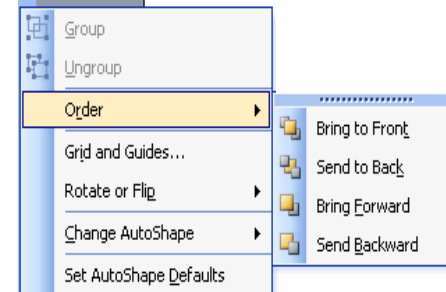 Group
Ungroup
Order
Grid and Guides...
Rotate or Flip
Change AutoShape
Set AutoShape Defaults
Bring to Front
Send to Back
Bring Forward
Send Backward